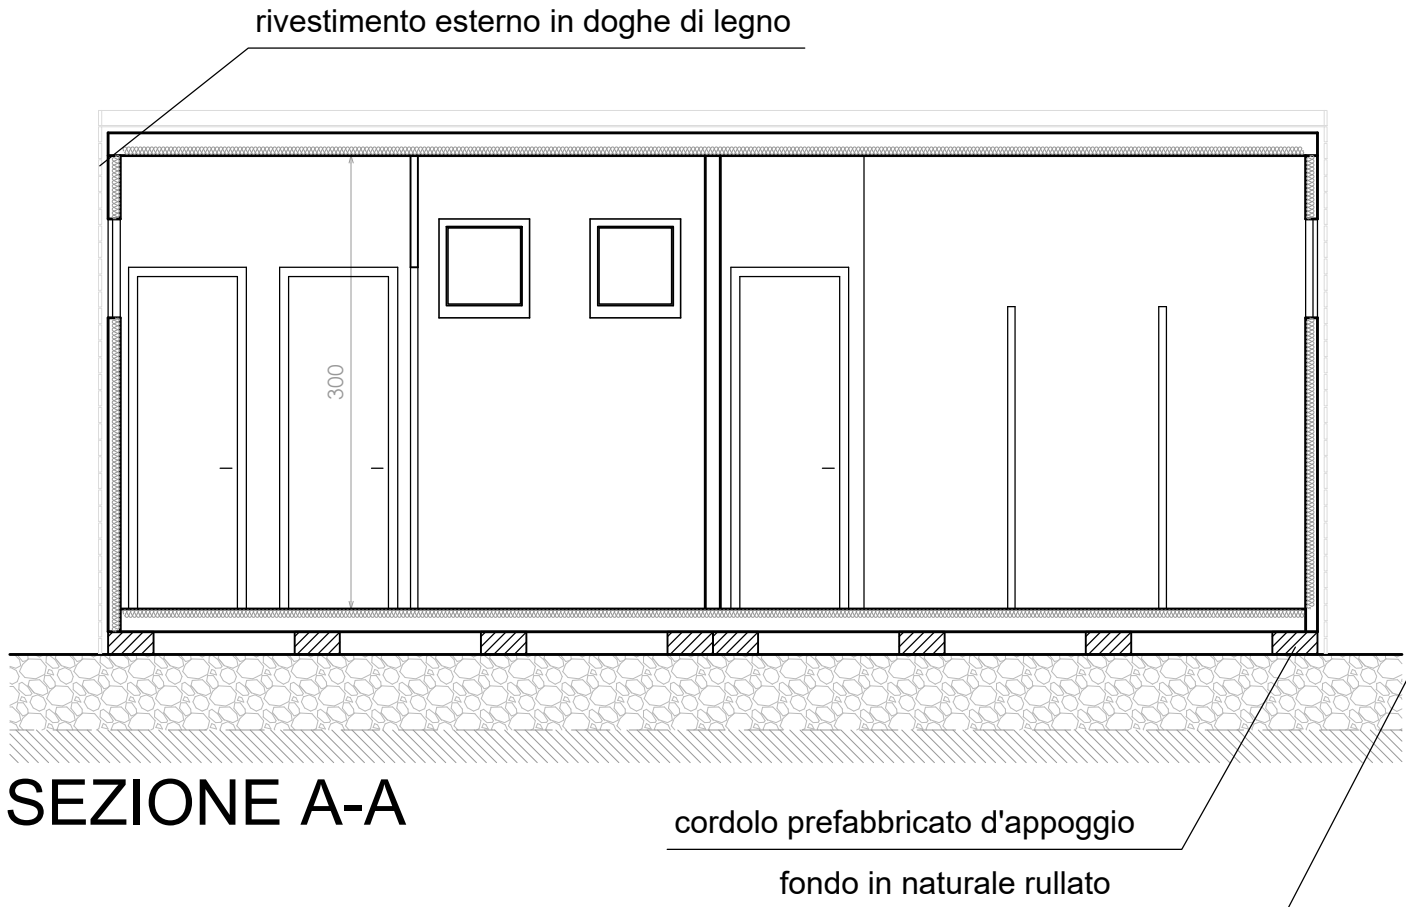 rivestimento esterno in doghe di legno
300
SEZIONE A-A
cordolo prefabbricato d'appoggio
fondo in naturale rullato